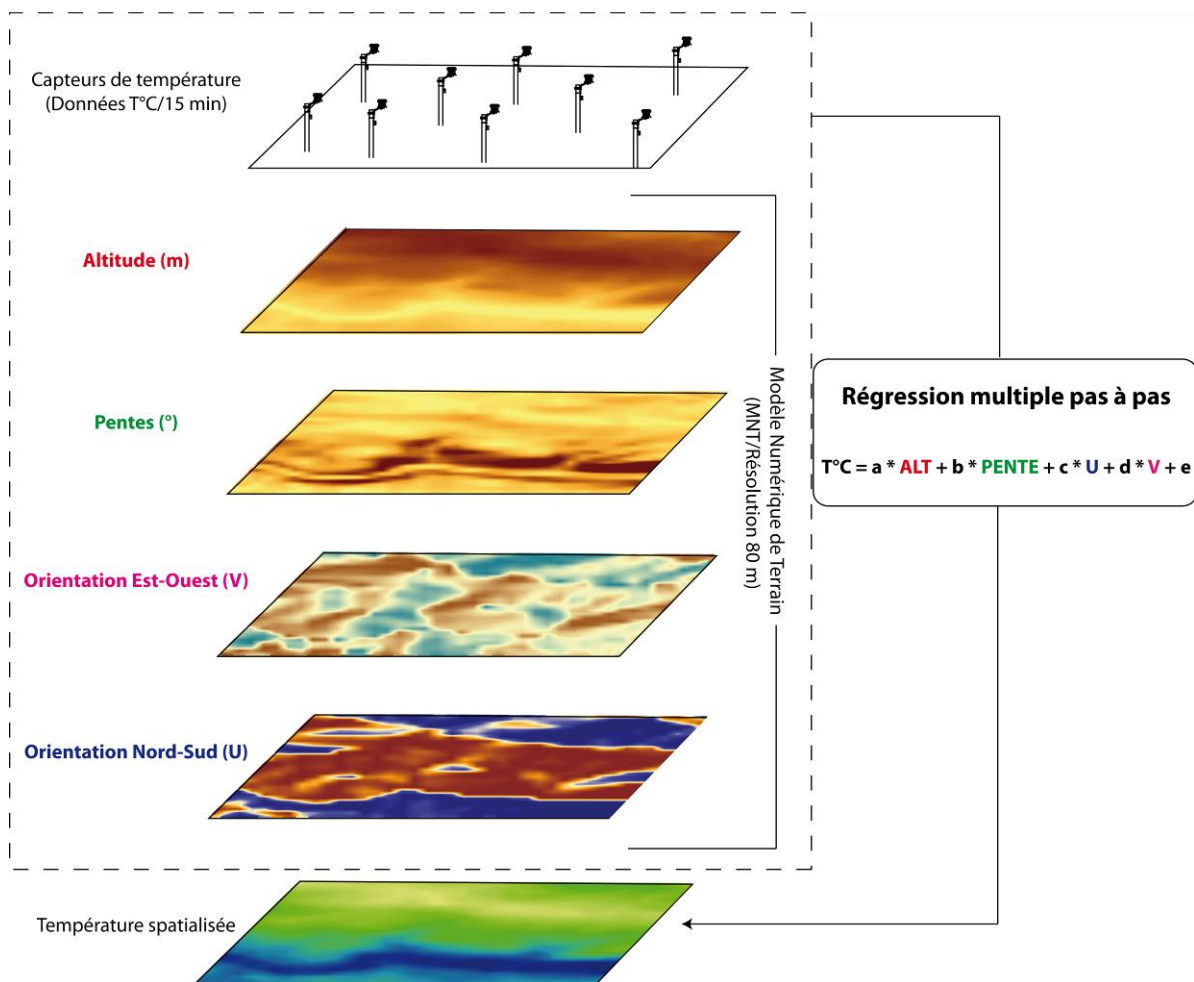 Capteurs de température
(Données T°C/15 min)
Altitude (m)
Pentes (°)
Orientation Est-Ouest (V)
Orientation Nord-Sud (U)
Température spatialisée
Modèle Numérique de Terrain
(MNT/Résolution 80 m)
Régression multiple pas à pas
T°C = a * ALT + b * PENTE + c * U + d * V + e